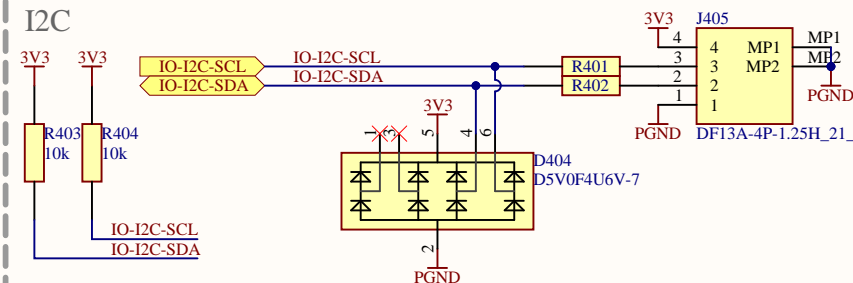 I2C
3V3
3V3
R403
10k
R404
10k
IO-I2C-SCL
IO-I2C-SDA
IO-I2C-SCL
IO-I2C-SCL
IO-I2C-SDA
IO-I2C-SDA
R401
R402
3V3
J405
4
3
2
1
4
3
2
1
MP1
MP2
MP1
MP2
PGND
PGND
DF13A-4P-1.25H_21_
3V3
1
3
5
4
6
D404
D5V0F4U6V-7
2
PGND